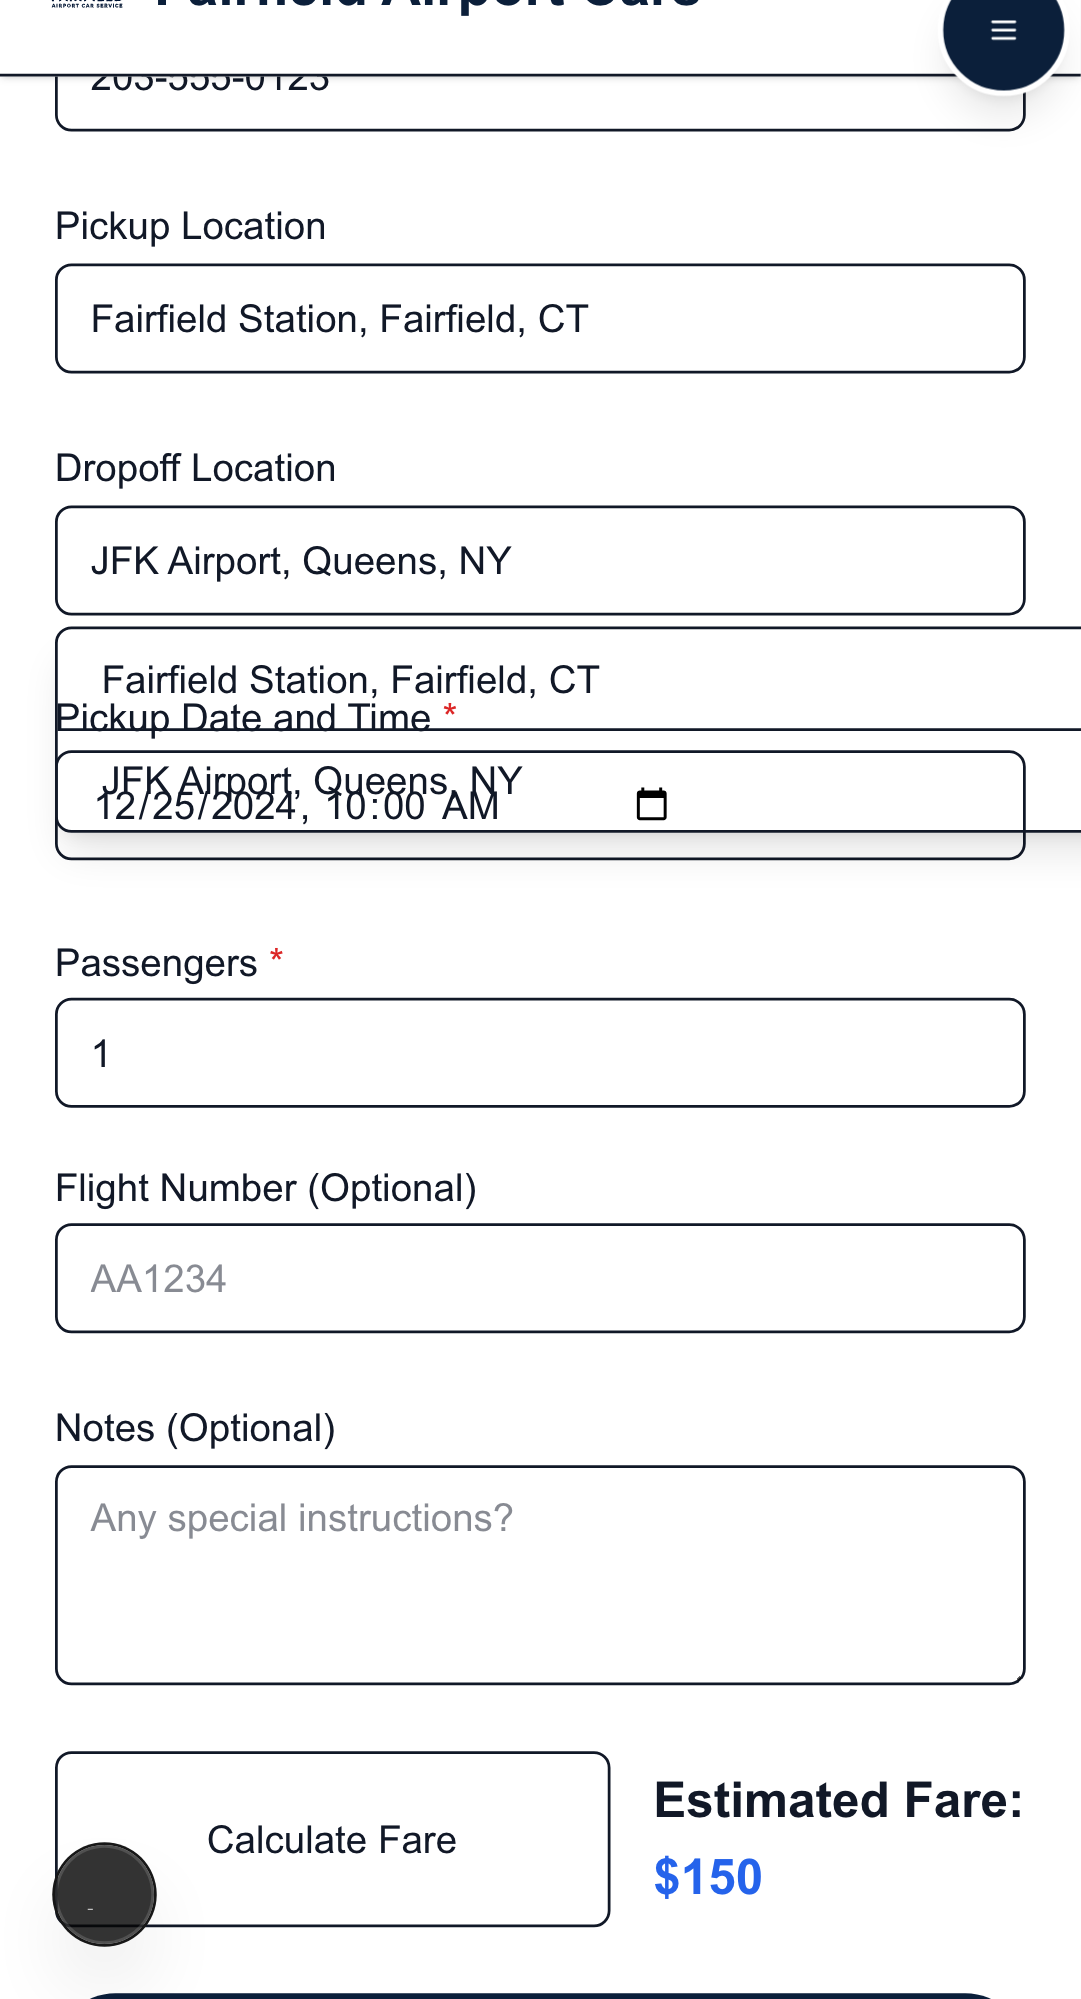 AIRPORT CAR SERVICE
Fairfield Airport Cars
203-555-0123
Pickup Location
Fairfield Station, Fairfield, CT
Dropoff Location
JFK Airport, Queens, NY
Fairfield Station, Fairfield, CT
Pickup Date and Time *
JFK Airport, Queens, NY
12/25/2024, 10:00 AM
Passengers *
1
Flight Number (Optional)
AA1234
Notes (Optional)
Any special instructions?
Calculate Fare
Estimated Fare:
$150